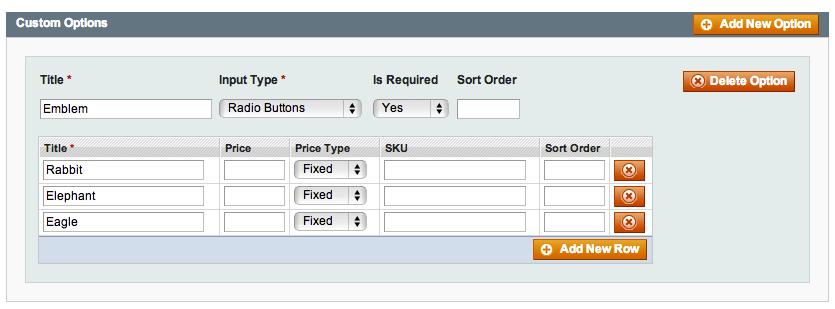 Custom Options
Add New Option
Title * Input Type * Is Required Sort Order
Delete Option
Emblem Radio Buttons Yes
Title * Price Price Type SKU Sort Order
Rabbit Fixed
Elephant Fixed
Eagle Fixed
Add New Row